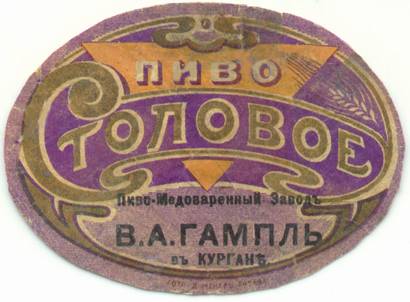 ПИВО
СТОЛОВОЕ
Пиво-Медоваренный Заводъ
В.А.ГАМПЛЬ
въ КУРГАНѢ.